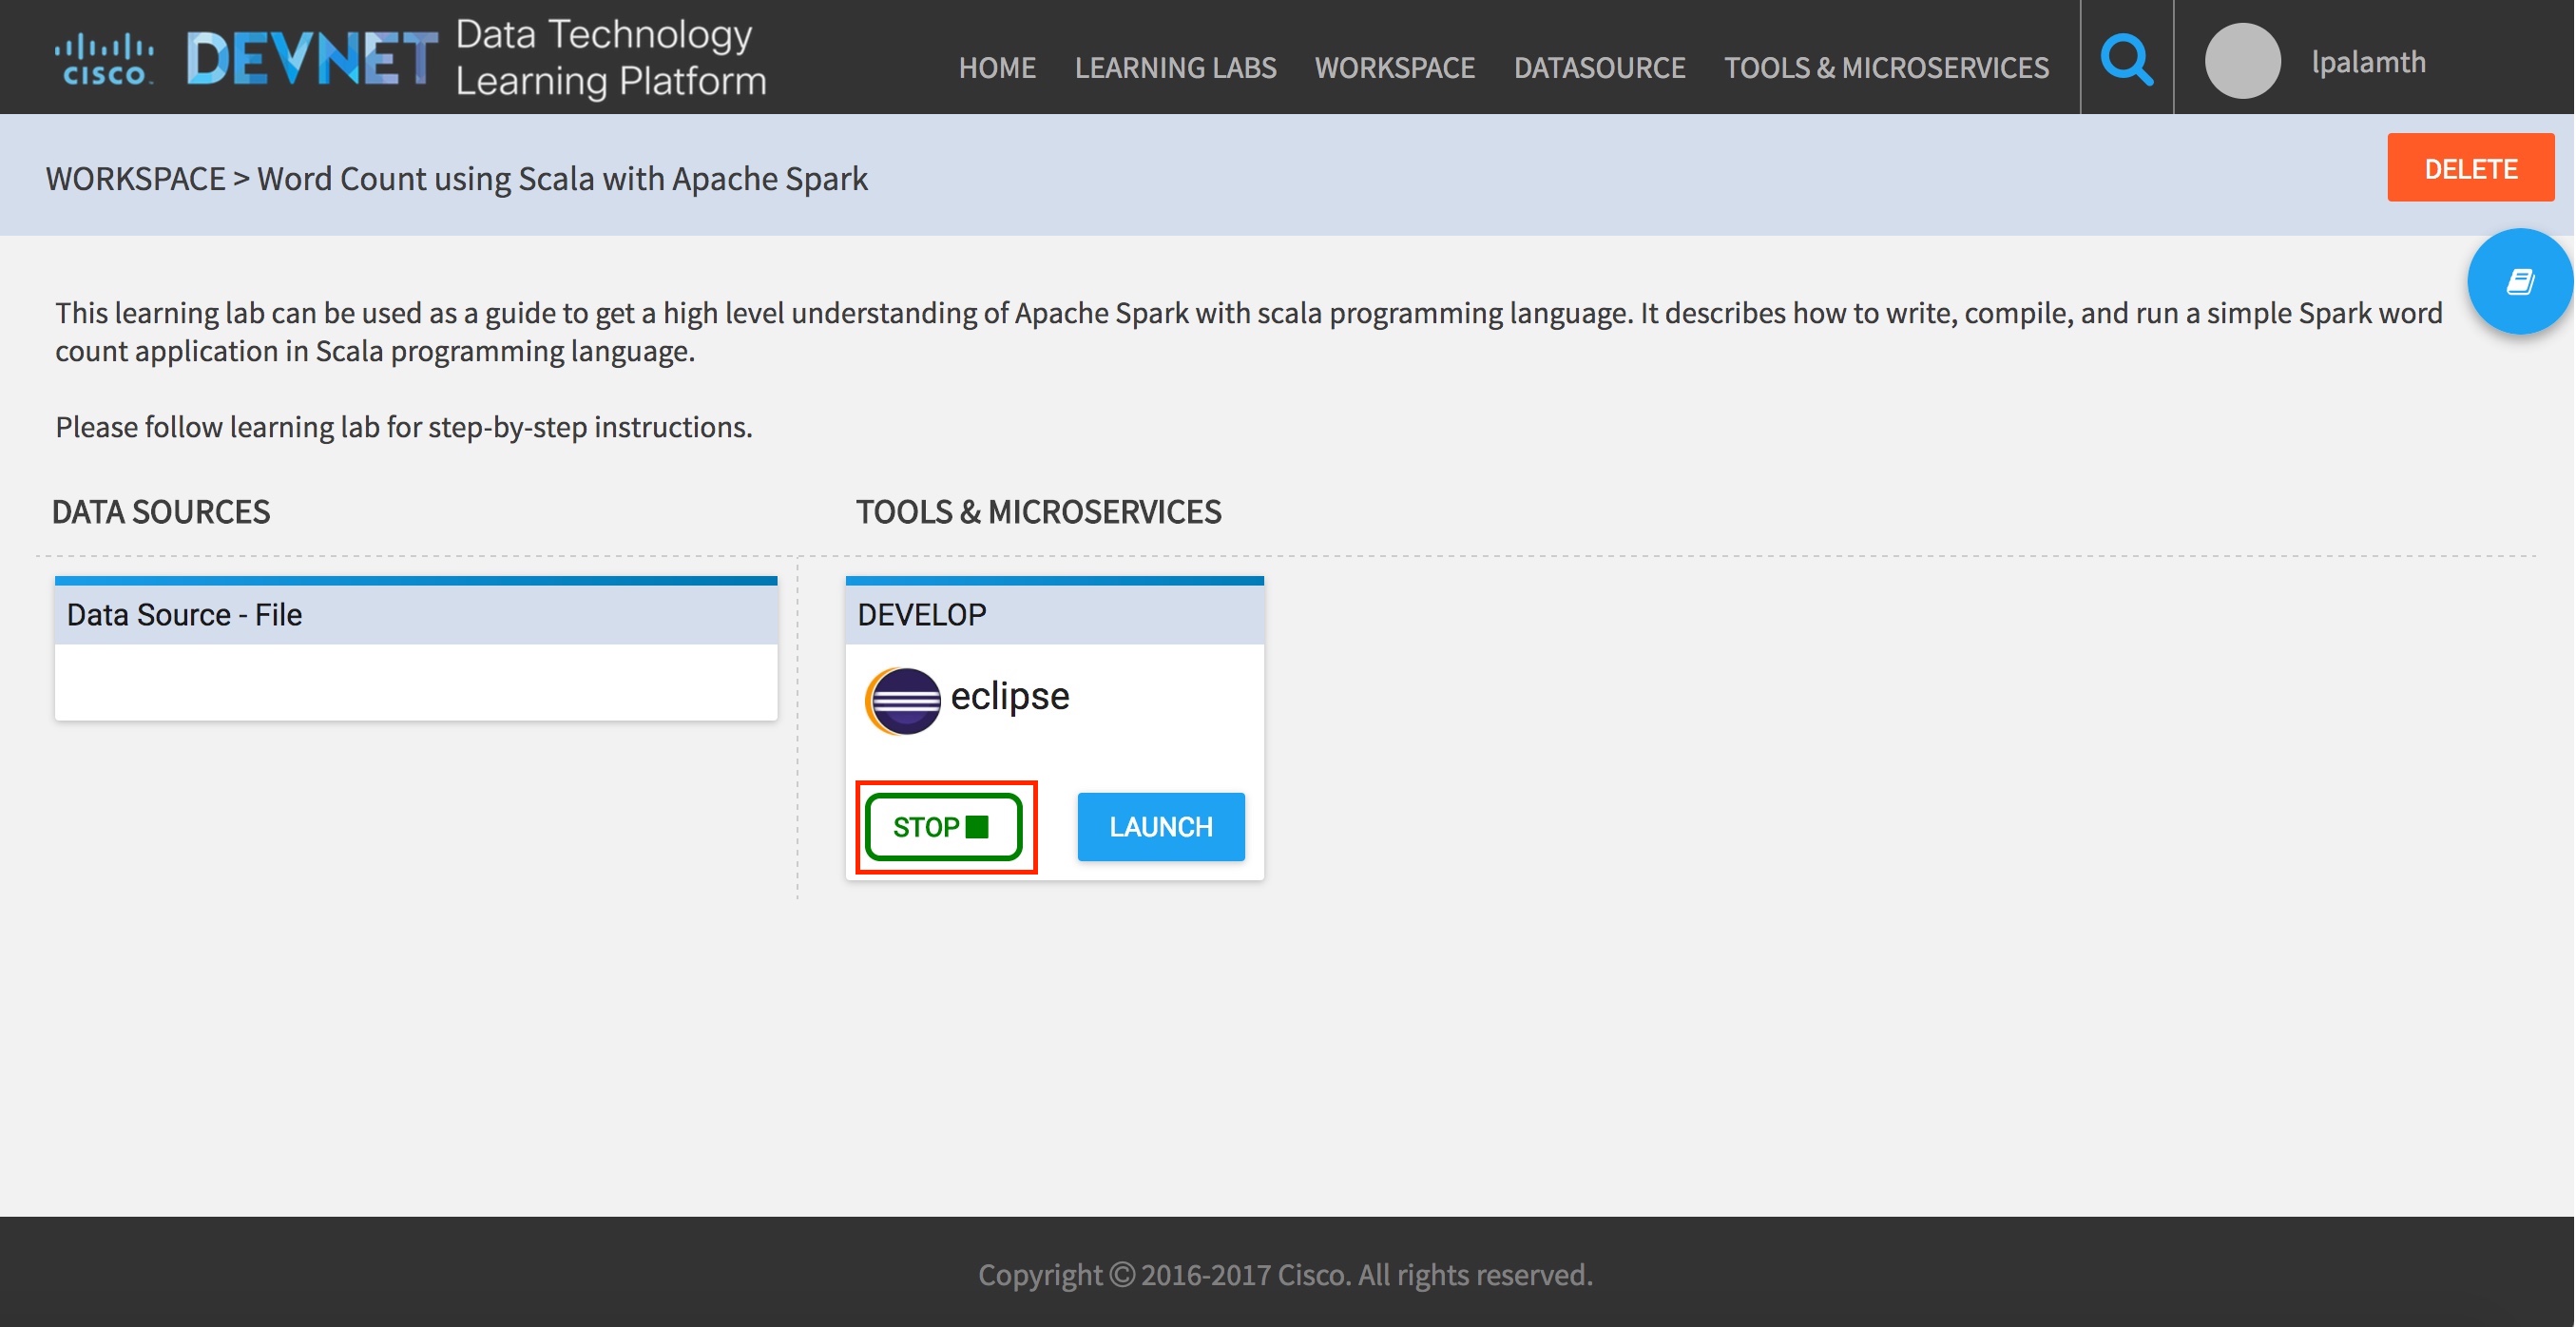 CISCO
DEVNET
Data Technology
Learning Platform
HOME LEARNING LABS WORKSPACE DATASOURCE TOOLS & MICROSERVICES
lpalamth
WORKSPACE > Word Count using Scala with Apache Spark
DELETE
This learning lab can be used as a guide to get a high level understanding of Apache Spark with scala programming language. It describes how to write, compile, and run a simple Spark word
count application in Scala programming language.
Please follow learning lab for step-by-step instructions.
DATA SOURCES
TOOLS & MICROSERVICES
Data Source - File
DEVELOP
eclipse
STOP
LAUNCH
Copyright © 2016-2017 Cisco. All rights reserved.